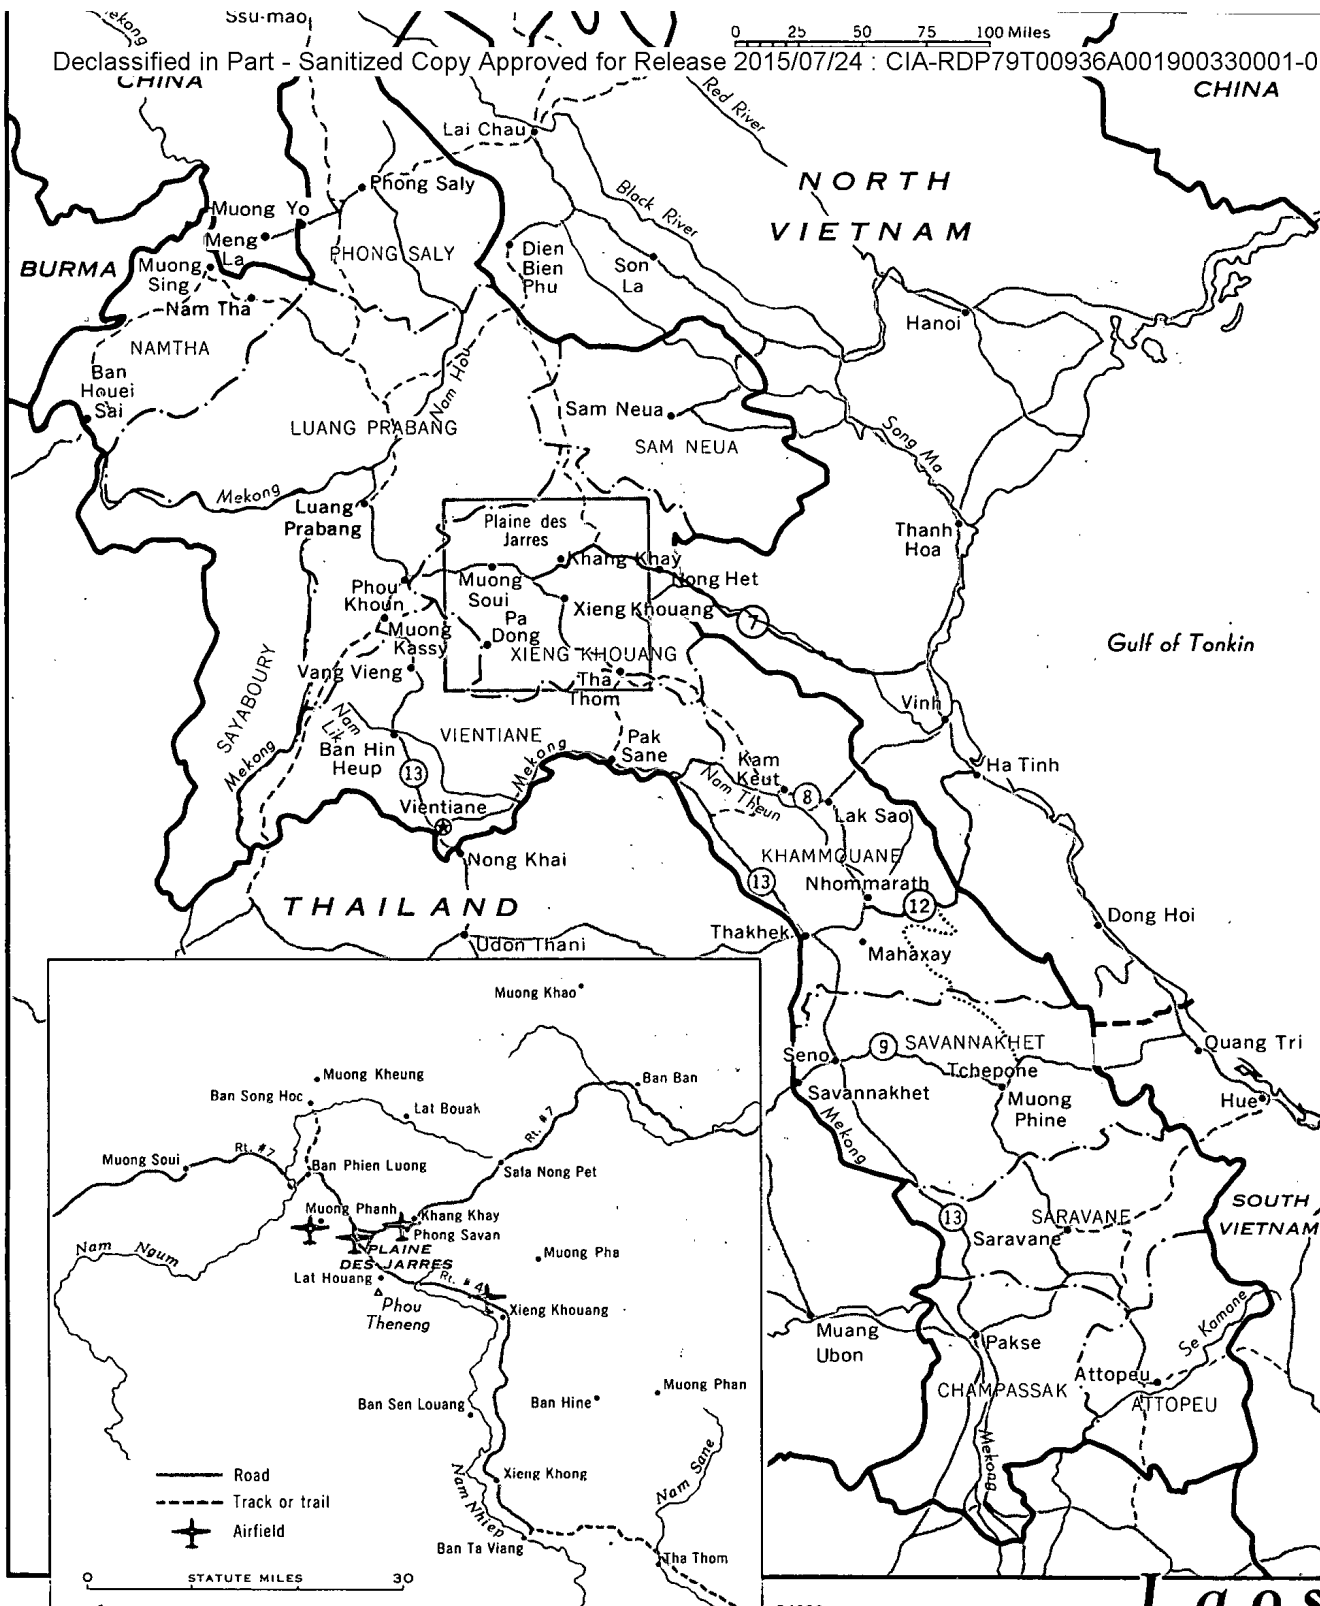 Mekong
Ssu-mao
0 25 50 75 100 Miles
Declassified in Part - Sanitized Copy Approved for Release 2015/07/24 : CIA-RDP79T00936A001900330001-0
CHINA
CHINA
Red River
Lai Chau
NORTH
VIETNAM
Phong Saly
Black River
Muong Yo
Meng
La
PHONG SALY
BURMA
Muong
Sing
Dien
Bien
Phu
Son
La
Nam Tha
Hanoi
NAMTHA
Ban
Houei
Sai
Nam Hou
Sam Neua
LUANG PRABANG
SAM NEUA
Song Ma
Mekong
Luang
Prabang
Plaine des
Jarres
Thanh
Hoa
Khang Khay
Nong Het
Phou
Khoun
Muong
Soui
Xieng Khouang
7
Muong
Kassy
Pa
Dong
XIENG KHOUANG
Gulf of Tonkin
Vang Vieng
Tha
Thom
SAYABOURY
Vinh
Nam
Lik
VIENTIANE
Pak
Sane
Mekong
Mekong
Ban Hin
Heup
13
Kam
Keut
Nam Theun
8
Lak Sao
Ha Tinh
Vientiane
Nong Khai
KHAMMOUANE
13
Nhommarath
12
THAILAND
Dong Hoi
Thakhek
Udon Thani
Mahaxay
Seno
9
SAVANNAKHET
Tchepone
Quang Tri
Savannakhet
Muong
Phine
Hue
Mekong
SOUTH
VIETNAM
13
SARAVANE
Saravane
Muang
Ubon
Pakse
Se Kamane
Attopeu
CHAMPASSAK
ATTOPEU
Mekong
Muong Khao
Muong Kheung
Ban Ban
Ban Song Hoc
Lat Bouak
Rt. #7
Rt. #7
Muong Soui
Ban Phien Luong
Sala Nong Pet
Muong Phanh
Khang Khay
Phong Savan
Nam Ngum
PLAINE
DES JARRES
Muong Pha
Lat Houang
Rt. #4
Phou
Theneng
Xieng Khouang
Muong Phan
Ban Sen Louang
Ban Hine
Xieng Khong
Nam Sane
Nam Nhiep
Road
Track or trail
Airfield
Ban Ta Viang
Tha Thom
0 STATUTE MILES 30
Laos